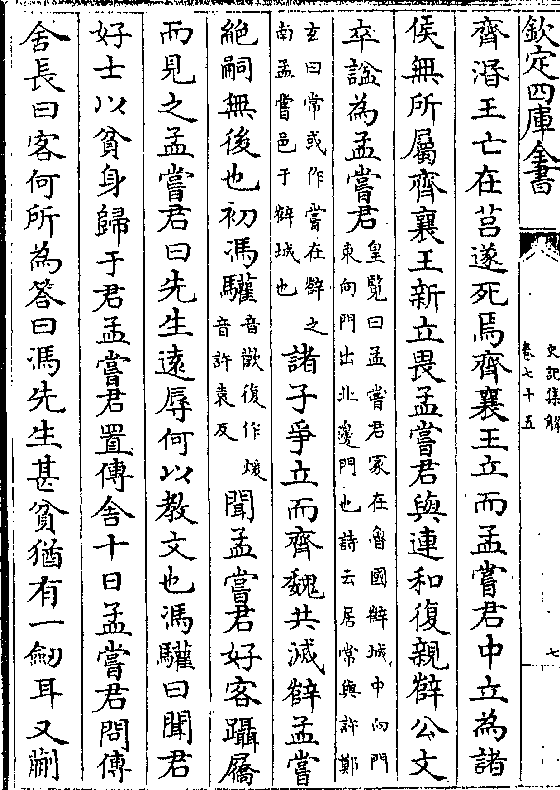 欽定四庫全書
史記集解
卷七十五
七
齊湣王亡在莒遂死焉齊襄王立而孟嘗君中立為諸
侯無所屬齊襄王新立畏孟嘗君與連和復親薛公文
卒諡為孟嘗君皇覽曰孟嘗君冢在魯國薛城中向門東向門出北邊門也詩云居常與許鄭
玄曰常或作嘗在薛之南孟嘗邑于薛城也諸子爭立而齊魏共滅薛孟嘗
絶嗣無後也初馮驩音歡復作煖音許袁反聞孟嘗君好客躡屩
而見之孟嘗君曰先生遠辱何以教文也馮驩曰聞君
好士以貧身歸于君孟嘗君置傳舍十日孟嘗君問傳
舍長曰客何所為答曰馮先生甚貧猶有一劒耳又蒯